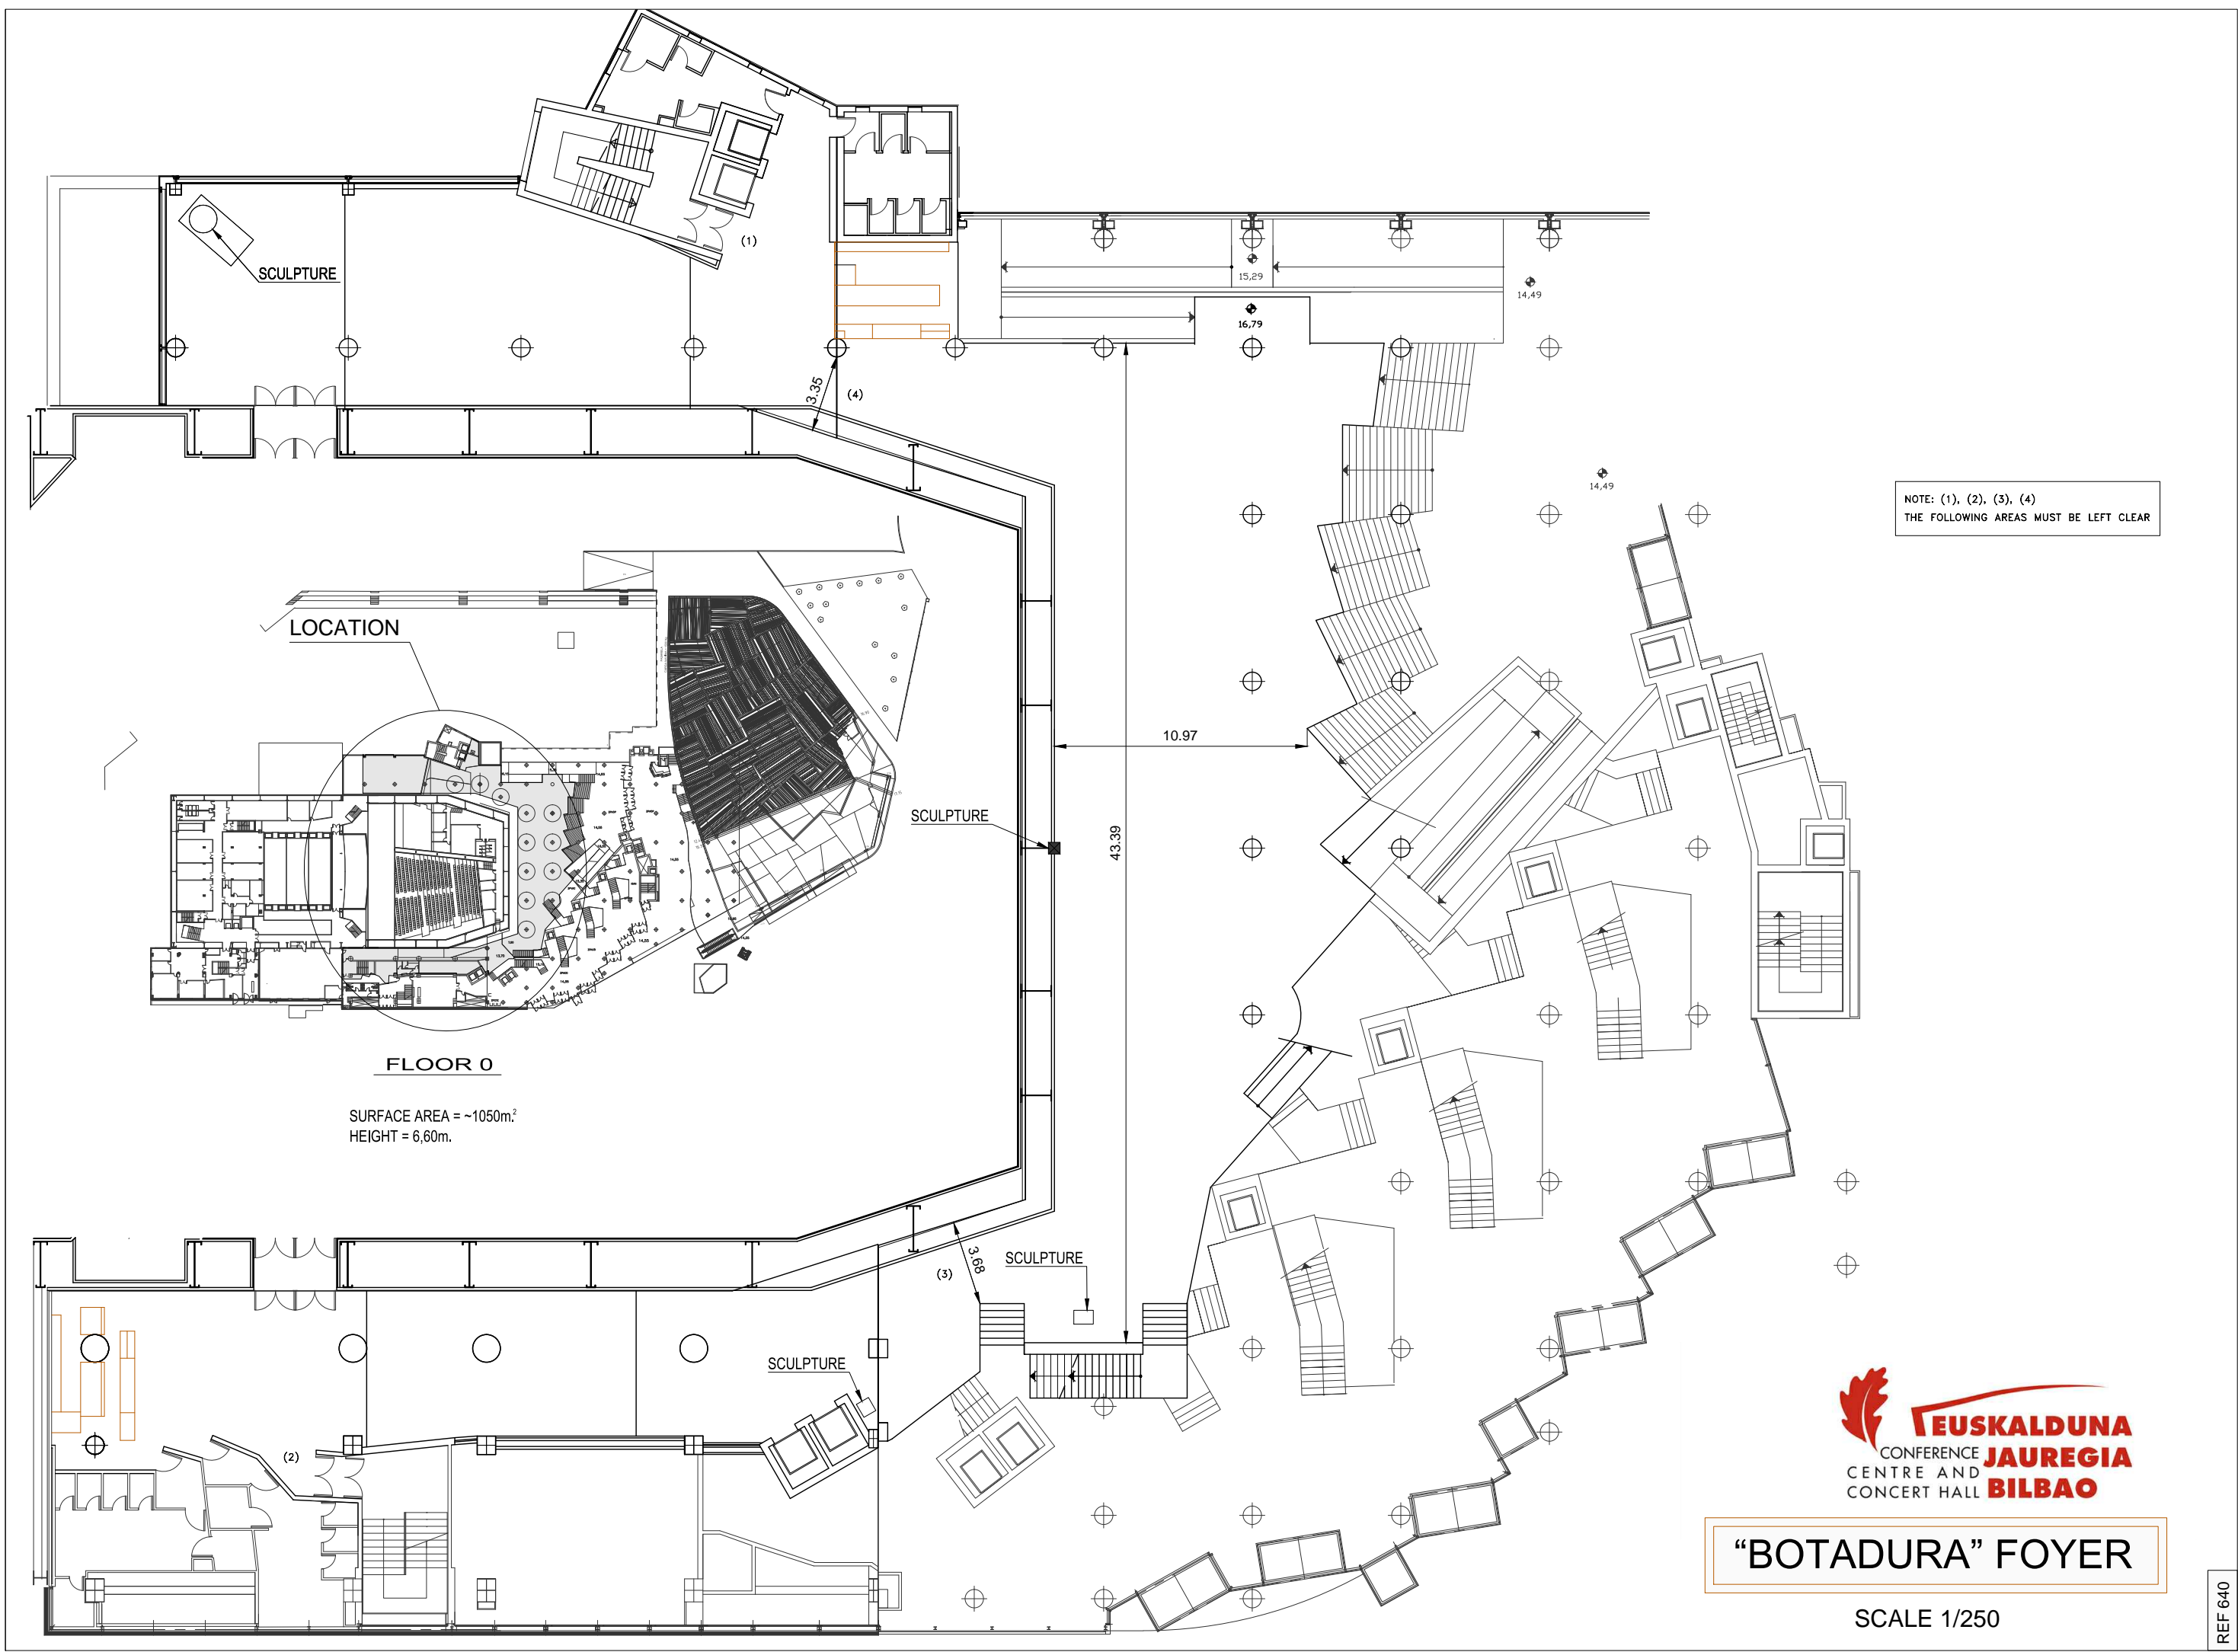 (1)
SCULPTURE
15,29
14,49
16,79
3.35
(4)
14,49
NOTE: (1), (2), (3), (4)
THE FOLLOWING AREAS MUST BE LEFT CLEAR
LOCATION
10.97
SCULPTURE
43.39
FLOOR 0
SURFACE AREA = ~1050m.²
HEIGHT = 6,60m.
3.68
(3)
SCULPTURE
SCULPTURE
(2)
EUSKALDUNA
JAUREGIA
BILBAO
CONFERENCE
CENTRE AND
CONCERT HALL
“BOTADURA” FOYER
SCALE 1/250
REF 640